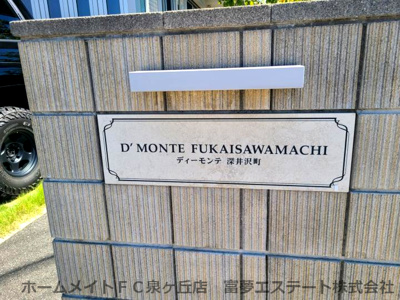 D' MONTE FUKAISAWAMACHI
ディーモンテ 深井沢町
ホームメイトFC泉ヶ丘店 富夢エステート株式会社